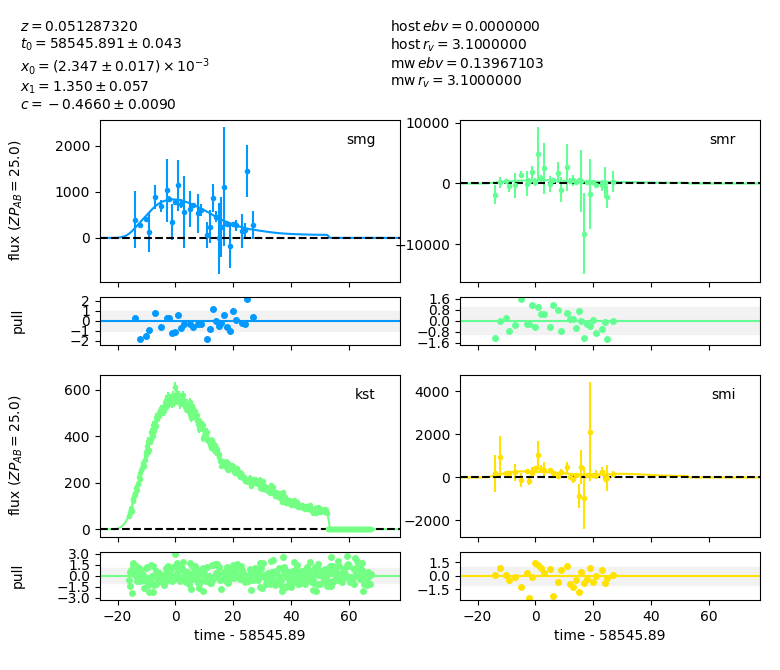 z = 0.051287320
t₀ = 58545.891 ± 0.043
x₀ = (2.347 ± 0.017) × 10⁻³
x₁ = 1.350 ± 0.057
c = −0.4660 ± 0.0090
host ebv = 0.0000000
host r_v = 3.1000000
mw ebv = 0.13967103
mw r_v = 3.1000000
flux (ZP_AB = 25.0)
2000
1000
0
smg
10000
0
−10000
smr
pull
2
1
0
−1
−2
1.6
0.8
0.0
−0.8
−1.6
flux (ZP_AB = 25.0)
600
400
200
0
kst
4000
2000
0
−2000
smi
pull
3.0
1.5
0.0
−1.5
−3.0
1.5
0.0
−1.5
−20 0 20 40 60
−20 0 20 40 60
time - 58545.89
time - 58545.89